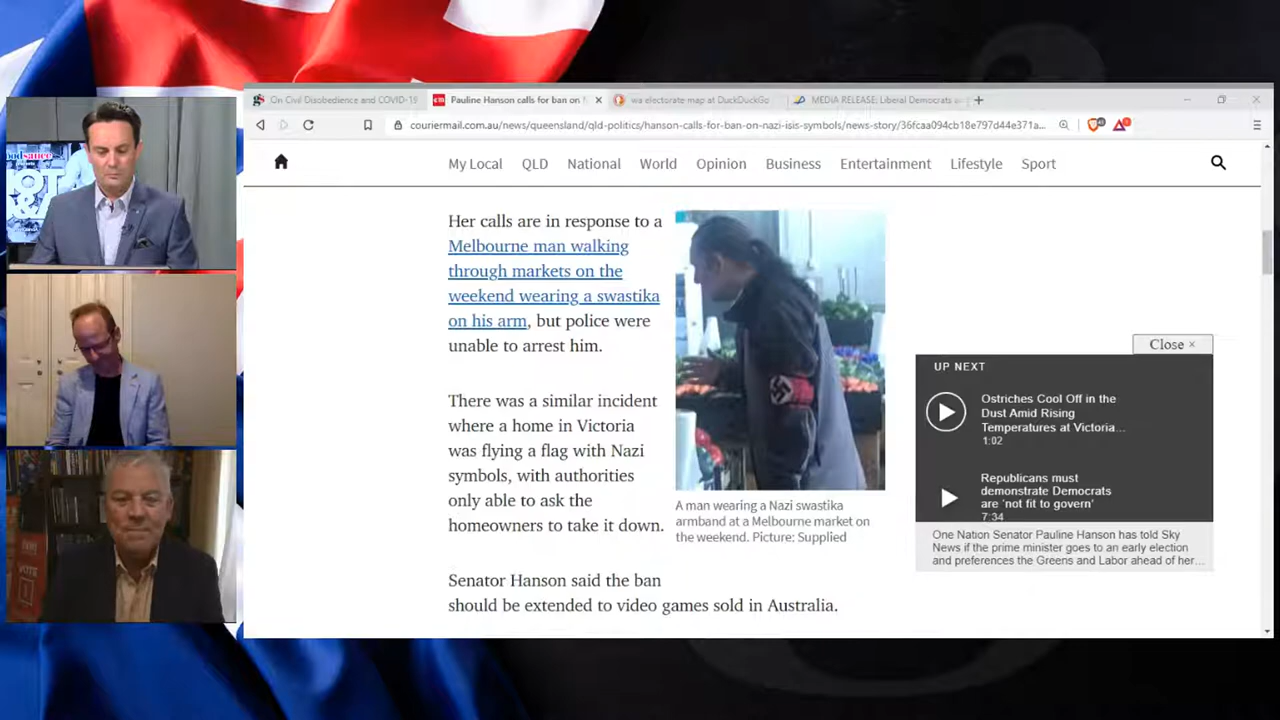 On Civil Disobedience and COVID-19
Pauline Hanson calls for ban on
wa electorate map at DuckDuckGo
MEDIA RELEASE: Liberal Democrats
couriermail.com.au/news/queensland/qld-politics/hanson-calls-for-ban-on-nazi-isis-symbols/news-story/36fcaa094cb18e797d44e371a...
My Local QLD National World Opinion Business Entertainment Lifestyle Sport
Her calls are in response to a
Melbourne man walking
through markets on the
weekend wearing a swastika
on his arm, but police were
unable to arrest him.
There was a similar incident
where a home in Victoria
was flying a flag with Nazi
symbols, with authorities
only able to ask the
homeowners to take it down.
A man wearing a Nazi swastika
armband at a Melbourne market on
the weekend. Picture: Supplied
Senator Hanson said the ban
should be extended to video games sold in Australia.
Close ×
UP NEXT
Ostriches Cool Off in the
Dust Amid Rising
Temperatures at Victoria...
1:02
Republicans must
demonstrate Democrats
are 'not fit to govern'
7:34
One Nation Senator Pauline Hanson has told Sky
News if the prime minister goes to an early election
and preferences the Greens and Labor ahead of her...